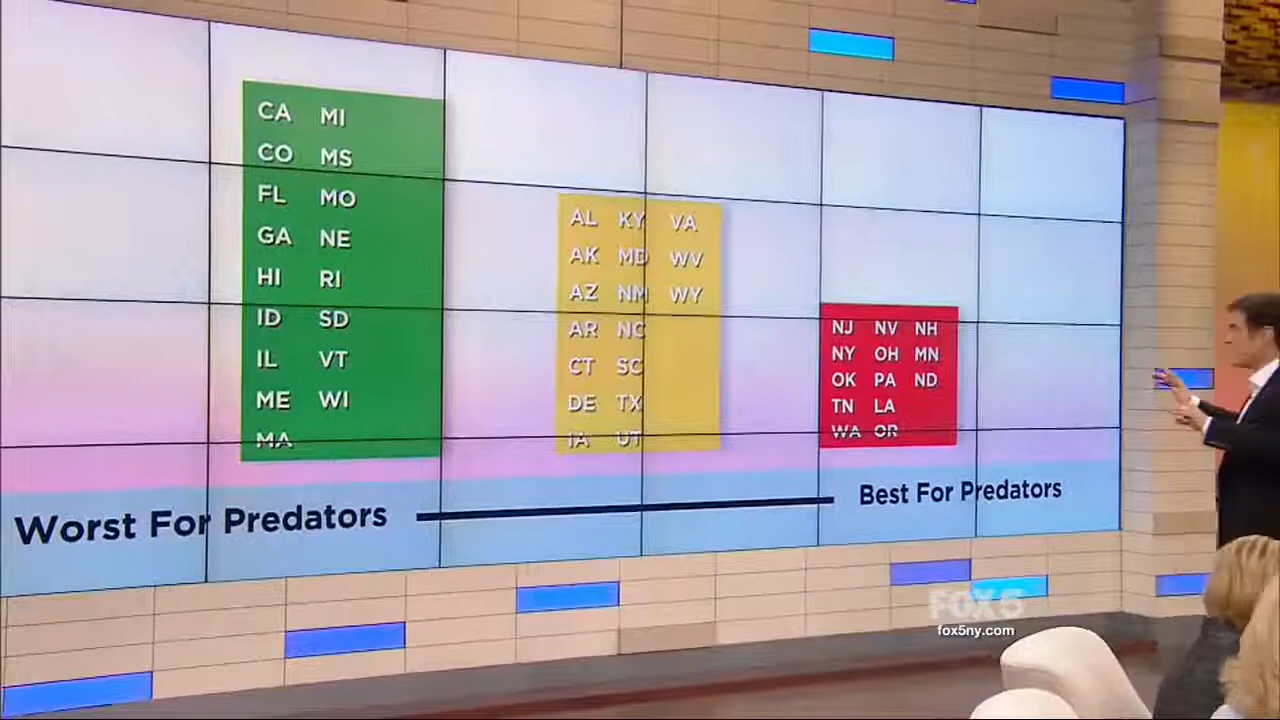 CA MI
CO MS
FL MO
GA NE
HI RI
ID SD
IL VT
ME WI
MA
AL KY VA
AK MD WV
AZ NM WY
AR NC
CT SC
DE TX
IA UT
NJ NV NH
NY OH MN
OK PA ND
TN LA
WA OR
Worst For Predators
Best For Predators
FOX 5
fox5ny.com